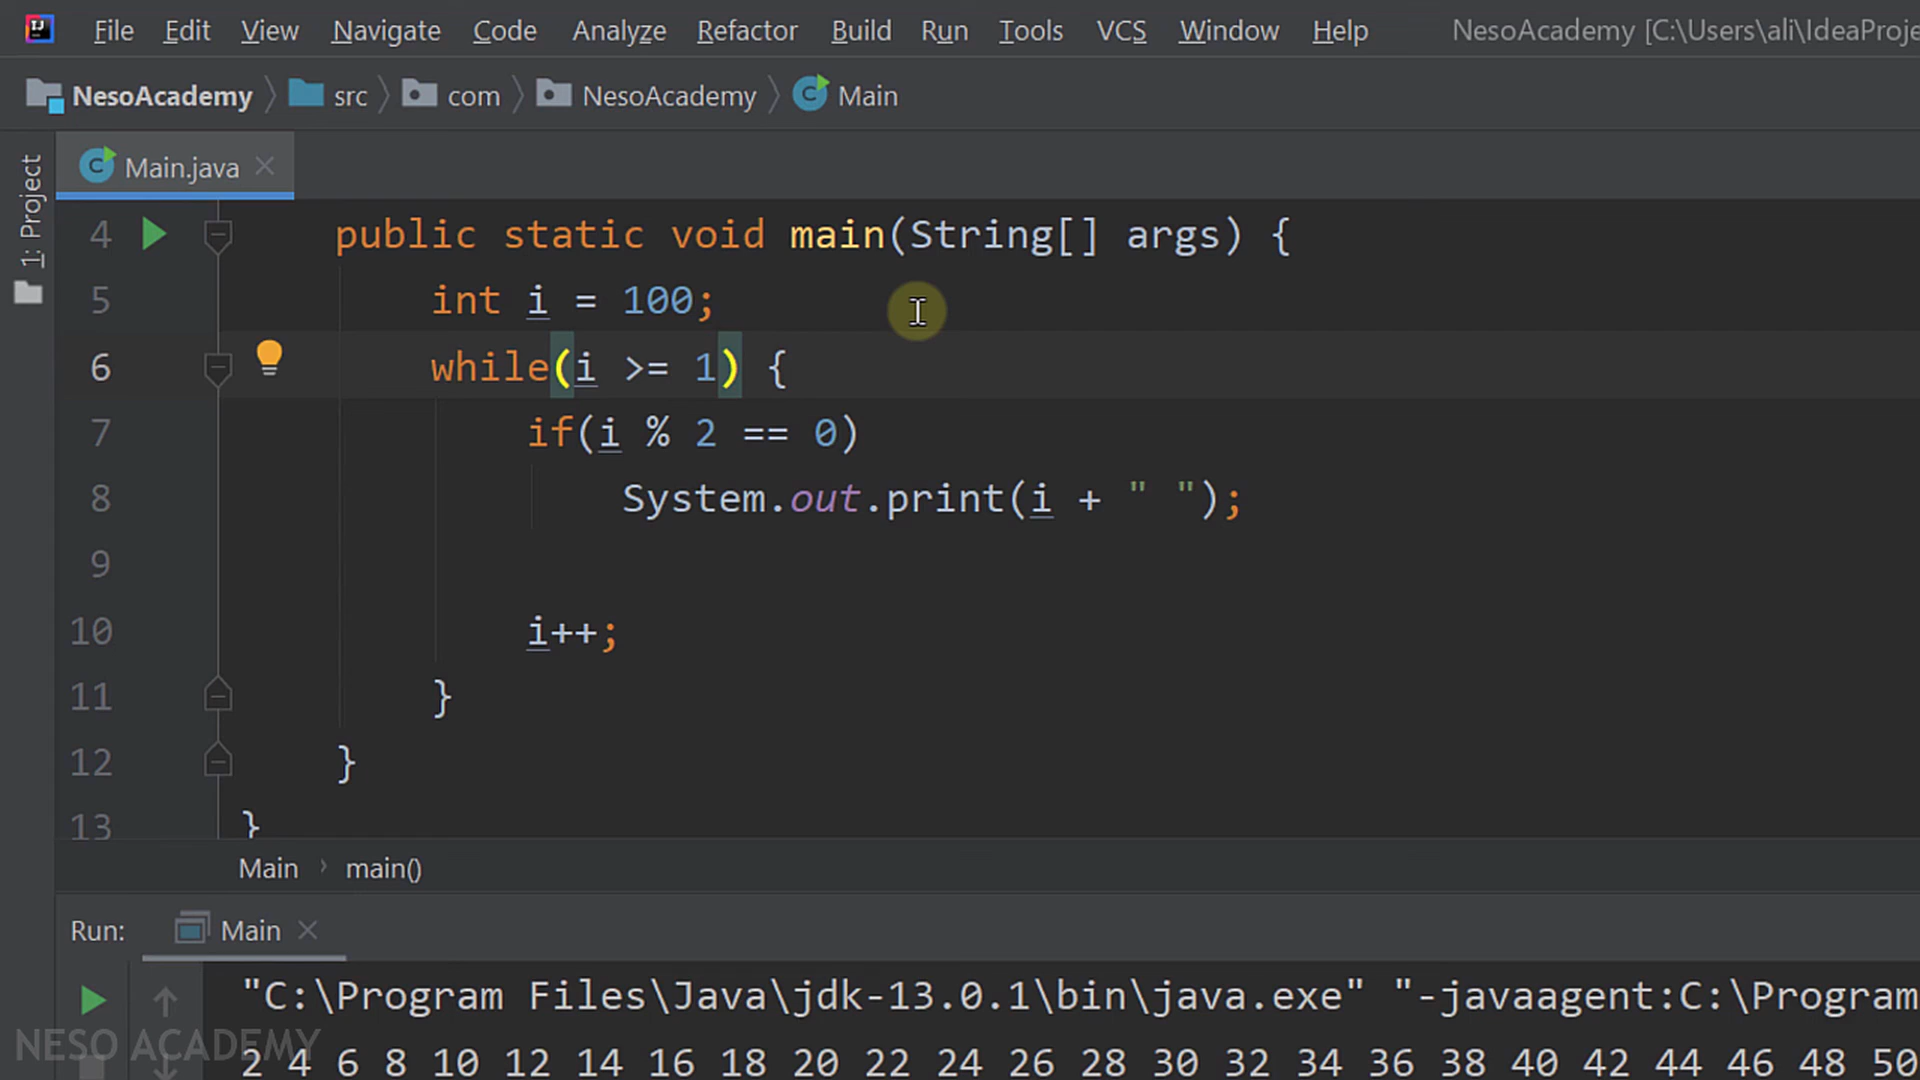 File Edit View Navigate Code Analyze Refactor Build Run Tools VCS Window Help NesoAcademy [C:\Users\ali\IdeaProje
NesoAcademy src com NesoAcademy Main
1: Project
Main.java
4 public static void main(String[] args) {
5 int i = 100;
6 while(i >= 1) {
7 if(i % 2 == 0)
8 System.out.print(i + " ");
9
10 i++;
11 }
12 }
13 }
Main › main()
Run: Main
"C:\Program Files\Java\jdk-13.0.1\bin\java.exe" "-javaagent:C:\Program
NESO ACADEMY
2 4 6 8 10 12 14 16 18 20 22 24 26 28 30 32 34 36 38 40 42 44 46 48 50